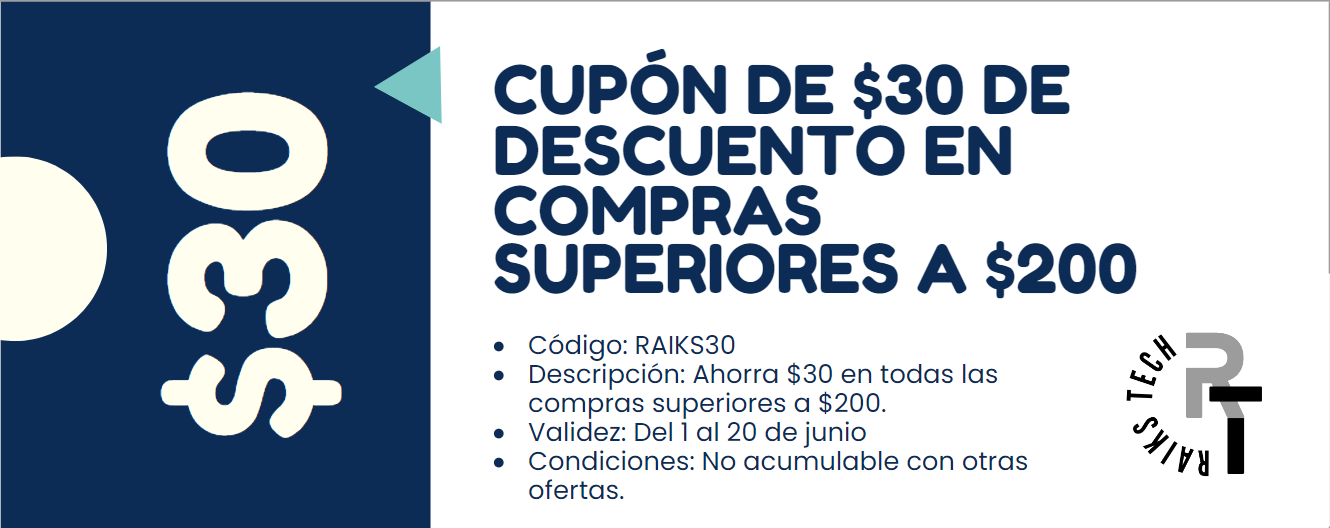 $30
CUPÓN DE $30 DE
DESCUENTO EN
COMPRAS
SUPERIORES A $200
• Código: RAIKS30
• Descripción: Ahorra $30 en todas las
compras superiores a $200.
• Validez: Del 1 al 20 de junio
• Condiciones: No acumulable con otras
ofertas.
RAIKS TECH
RT